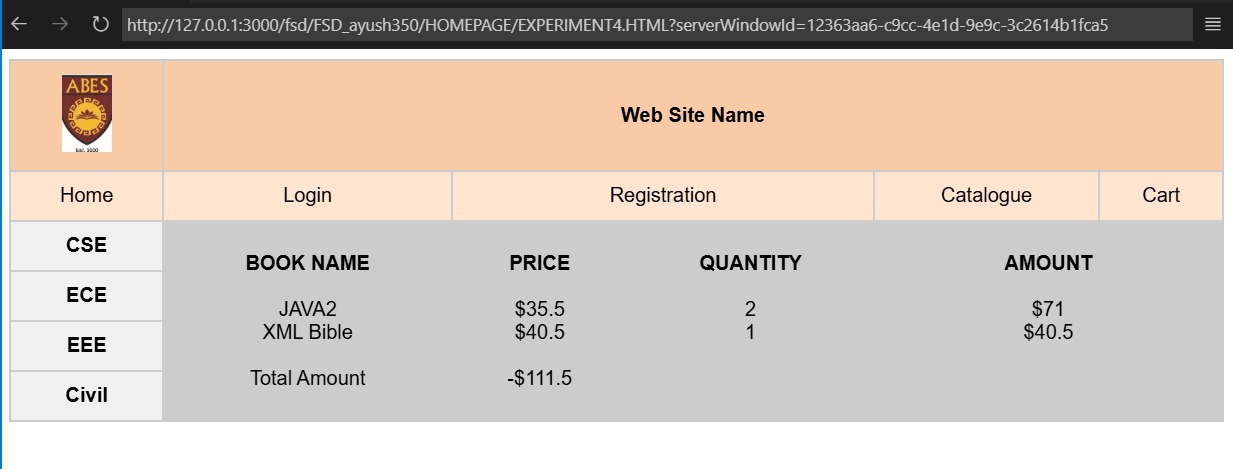 http://127.0.0.1:3000/fsd/FSD_ayush350/HOMEPAGE/EXPERIMENT4.HTML?serverWindowId=12363aa6-c9cc-4e1d-9e9c-3c2614b1fca5
ABES
Estd. 2000
Web Site Name
Home Login Registration Catalogue Cart
CSE
ECE
EEE
Civil
BOOK NAME PRICE QUANTITY AMOUNT
JAVA2 $35.5 2 $71
XML Bible $40.5 1 $40.5
Total Amount -$111.5